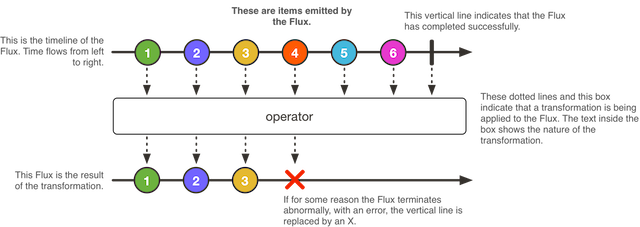 These are items emitted by
the Flux.
This vertical line indicates that the Flux
has completed successfully.
This is the timeline of the
Flux. Time flows from left
to right.
1 2 3 4 5 6
These dotted lines and this box
indicate that a transformation is being
applied to the Flux. The text inside the
box shows the nature of the
transformation.
operator
This Flux is the result
of the transformation.
1 2 3
If for some reason the Flux terminates
abnormally, with an error, the vertical line is
replaced by an X.